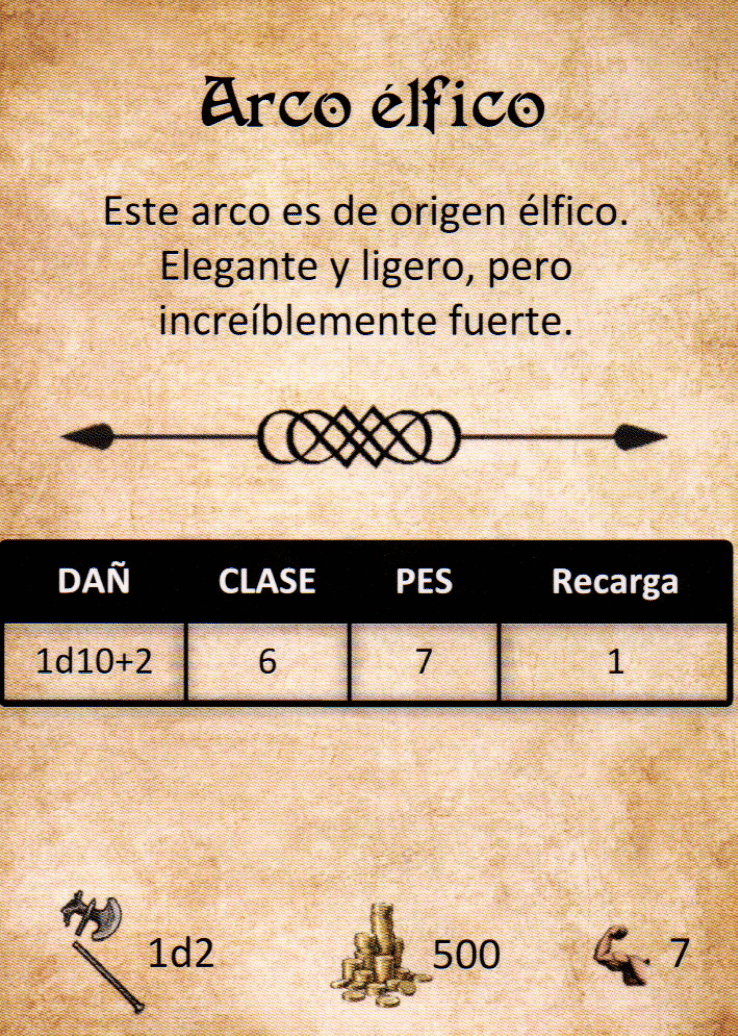 Arco élfico
Este arco es de origen élfico.
Elegante y ligero, pero
increíblemente fuerte.
DAÑ CLASE PES Recarga
1d10+2 6 7 1
1d2 500 7